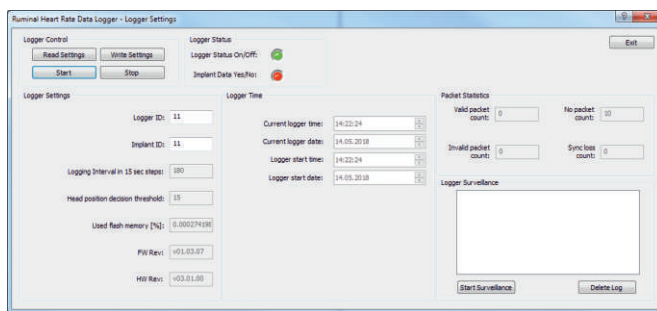 Ruminal Heart Rate Data Logger - Logger Settings
Logger Control
Read Settings Write Settings
Start Stop
Logger Status
Logger Status On/Off:
Implant Data Yes/No:
Exit
Logger Settings
Logger ID: 11
Implant ID: 11
Logging Interval in 15 sec steps: 180
Head position decision threshold: 15
Used flash memory [%]: 0.000274198
FW Rev: v01.03.07
HW Rev: v03.01.00
Logger Time
Current logger time: 14:22:24
Current logger date: 14.05.2018
Logger start time: 14:22:24
Logger start date: 14.05.2018
Packet Statistics
Valid packet count: 0
No packet count: 10
Invalid packet count: 0
Sync loss count: 0
Logger Surveillance
Start Surveillance Delete Log